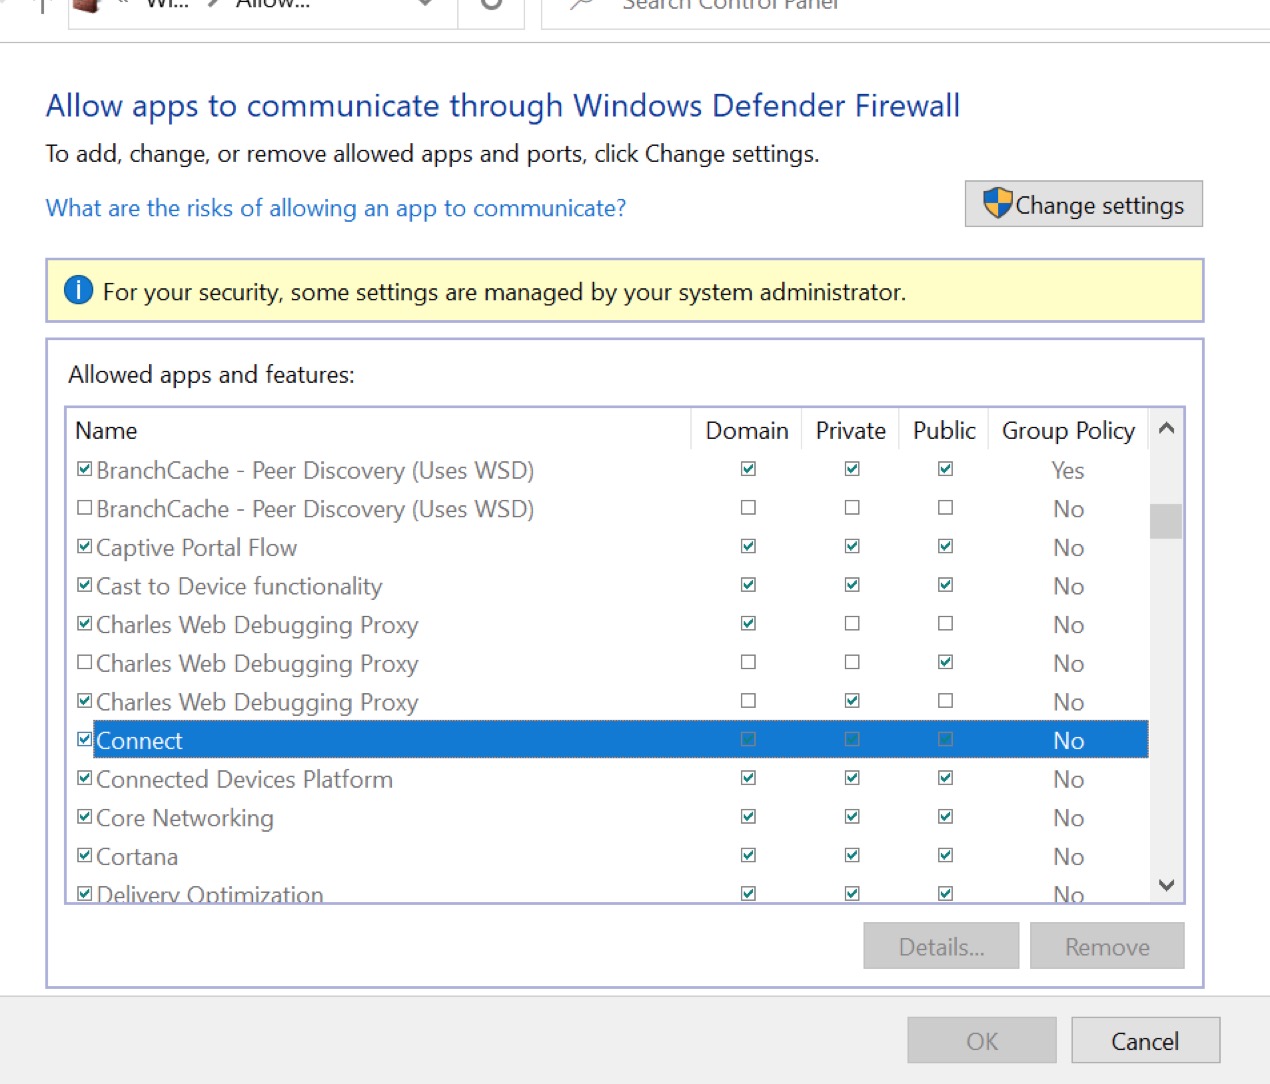 « Wi... > Allow...
Search Control Panel
Allow apps to communicate through Windows Defender Firewall
To add, change, or remove allowed apps and ports, click Change settings.
What are the risks of allowing an app to communicate?
Change settings
For your security, some settings are managed by your system administrator.
Allowed apps and features:
Name Domain Private Public Group Policy
BranchCache - Peer Discovery (Uses WSD) Yes
BranchCache - Peer Discovery (Uses WSD) No
Captive Portal Flow No
Cast to Device functionality No
Charles Web Debugging Proxy No
Charles Web Debugging Proxy No
Charles Web Debugging Proxy No
Connect No
Connected Devices Platform No
Core Networking No
Cortana No
Delivery Optimization No
Details... Remove
OK Cancel